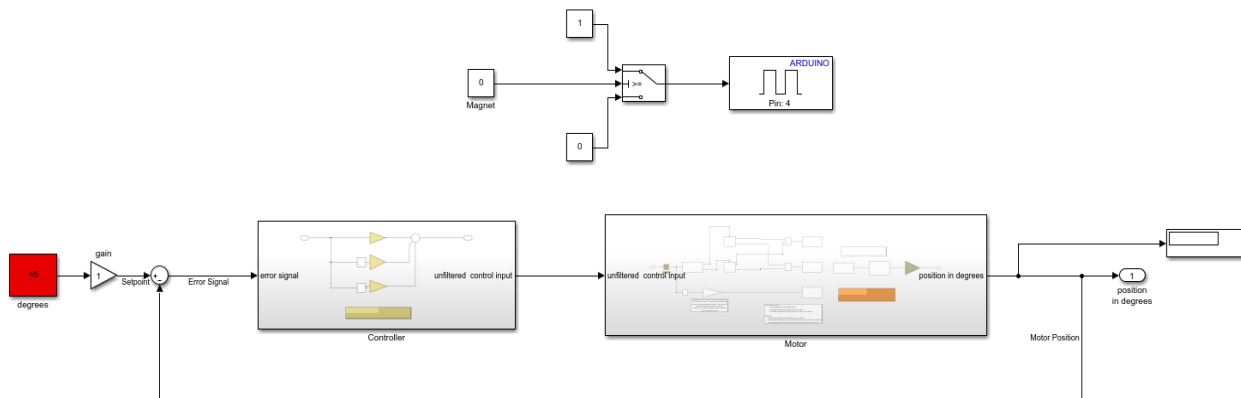 1
ARDUINO
0
>=
Magnet
Pin: 4
0
gain
45
1
+
−
Setpoint
Error Signal
degrees
error signal
unfiltered control input
Controller
unfiltered control input
position in degrees
Motor
1
position
in degrees
Motor Position